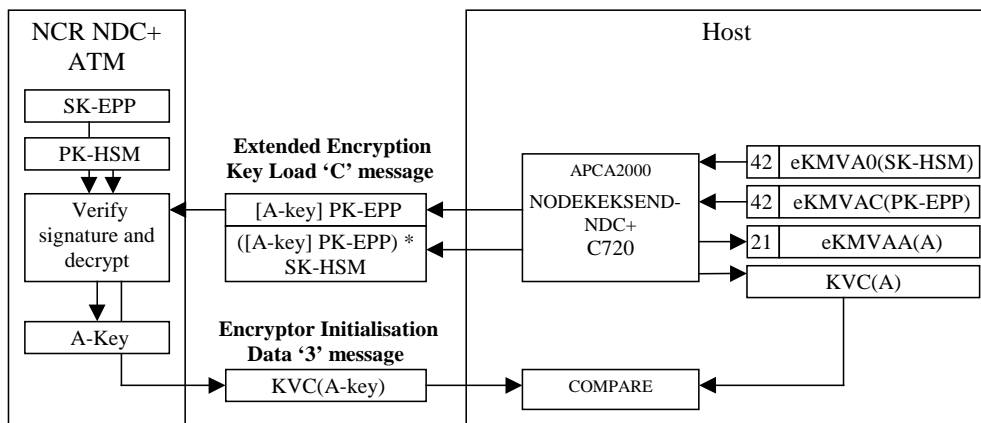 NCR NDC+
ATM
SK-EPP
PK-HSM
Verify
signature and
decrypt
A-Key
Extended Encryption
Key Load ‘C’ message
[A-key] PK-EPP
([A-key] PK-EPP) *
SK-HSM
Encryptor Initialisation
Data ‘3’ message
KVC(A-key)
Host
APCA2000
NODEKEKSEND-
NDC+
C720
42 eKMVA0(SK-HSM)
42 eKMVAC(PK-EPP)
21 eKMVAA(A)
KVC(A)
COMPARE